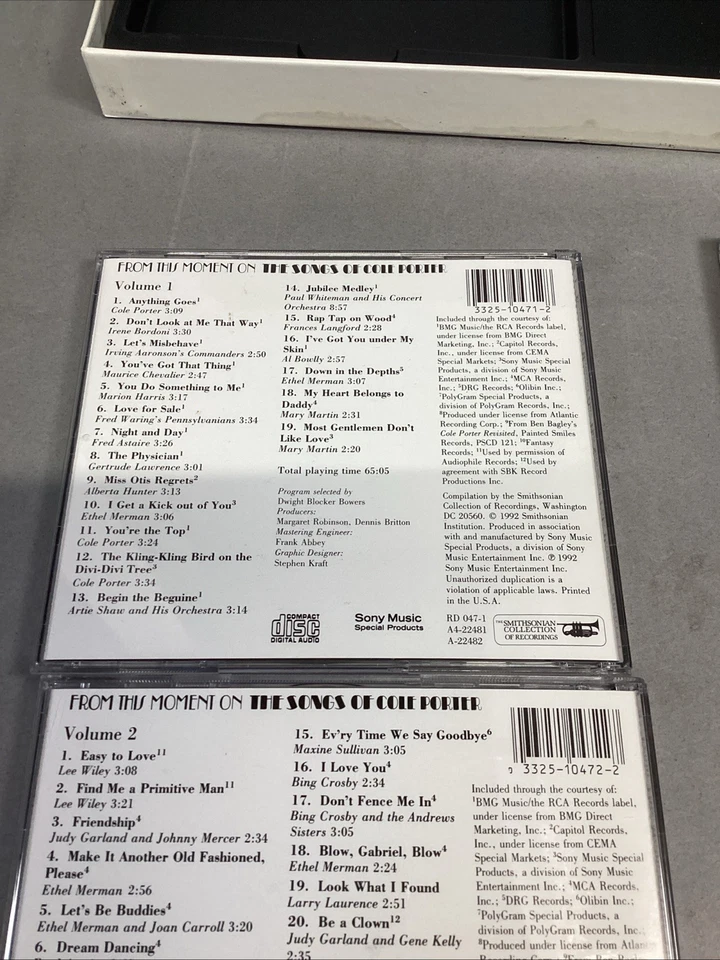 FROM THIS MOMENT ON THE SONGS OF COLE PORTER
Volume 1
1. Anything Goes¹
Cole Porter 3:09
2. Don't Look at Me That Way¹
Irene Bordoni 3:30
3. Let's Misbehave¹
Irving Aaronson's Commanders 2:50
4. You've Got That Thing¹
Maurice Chevalier 2:47
5. You Do Something to Me¹
Marion Harris 3:17
6. Love for Sale¹
Fred Waring's Pennsylvanians 3:34
7. Night and Day¹
Fred Astaire 3:26
8. The Physician¹
Gertrude Lawrence 3:01
9. Miss Otis Regrets²
Alberta Hunter 3:13
10. I Get a Kick out of You³
Ethel Merman 3:06
11. You're the Top¹
Cole Porter 3:24
12. The Kling-Kling Bird on the
Divi-Divi Tree³
Cole Porter 3:34
13. Begin the Beguine¹
Artie Shaw and His Orchestra 3:14
14. Jubilee Medley¹
Paul Whiteman and His Concert
Orchestra 8:57
15. Rap Tap on Wood⁴
Frances Langford 2:28
16. I've Got You under My
Skin¹
Al Bowlly 2:57
17. Down in the Depths⁵
Ethel Merman 3:07
18. My Heart Belongs to
Daddy⁴
Mary Martin 2:31
19. Most Gentlemen Don't
Like Love³
Mary Martin 2:20
Total playing time 65:05
Program selected by
Dwight Blocker Bowers
Producers:
Margaret Robinson, Dennis Britton
Mastering Engineer:
Frank Abbey
Graphic Designer:
Stephen Kraft
3325-10471-2
Included through the courtesy of:
¹BMG Music/the RCA Records label,
under license from BMG Direct
Marketing, Inc.; ²Capitol Records,
Inc., under license from CEMA
Special Markets; ³Sony Music Special
Products, a division of Sony Music
Entertainment Inc.; ⁴MCA Records,
Inc.; ⁵DRG Records; ⁶Olibin Inc.;
⁷PolyGram Special Products, a
division of PolyGram Records, Inc.;
⁸Produced under license from Atlantic
Recording Corp.; ⁹From Ben Bagley's
Cole Porter Revisited, Painted Smiles
Records, PSCD 121; ¹⁰Fantasy
Records; ¹¹Used by permission of
Audiophile Records; ¹²Used by
agreement with SBK Record
Productions Inc.
Compilation by the Smithsonian
Collection of Recordings, Washington
DC 20560. © 1992 Smithsonian
Institution. Produced in association
with and manufactured by Sony Music
Special Products, a division of Sony
Music Entertainment Inc. ℗ 1992
Sony Music Entertainment Inc.
Unauthorized duplication is a
violation of applicable laws. Printed
in the U.S.A.
COMPACT
disc
DIGITAL AUDIO
Sony Music
Special Products
RD 047-1
A4-22481
A-22482
THE SMITHSONIAN
COLLECTION
OF RECORDINGS
FROM THIS MOMENT ON THE SONGS OF COLE PORTER
Volume 2
1. Easy to Love¹¹
Lee Wiley 3:08
2. Find Me a Primitive Man¹¹
Lee Wiley 3:21
3. Friendship⁴
Judy Garland and Johnny Mercer 2:34
4. Make It Another Old Fashioned,
Please⁴
Ethel Merman 2:56
5. Let's Be Buddies⁴
Ethel Merman and Joan Carroll 3:20
6. Dream Dancing⁴
15. Ev'ry Time We Say Goodbye⁶
Maxine Sullivan 3:05
16. I Love You⁴
Bing Crosby 2:34
17. Don't Fence Me In⁴
Bing Crosby and the Andrews
Sisters 3:05
18. Blow, Gabriel, Blow⁴
Ethel Merman 2:24
19. Look What I Found
Larry Laurence 2:51
20. Be a Clown¹²
Judy Garland and Gene Kelly
2:35
0 3325-10472-2
Included through the courtesy of:
¹BMG Music/the RCA Records label,
under license from BMG Direct
Marketing, Inc.; ²Capitol Records,
Inc., under license from CEMA
Special Markets; ³Sony Music Special
Products, a division of Sony Music
Entertainment Inc.; ⁴MCA Records,
Inc.; ⁵DRG Records; ⁶Olibin Inc.;
⁷PolyGram Special Products, a
division of PolyGram Records, Inc.;
⁸Produced under license from Atlantic